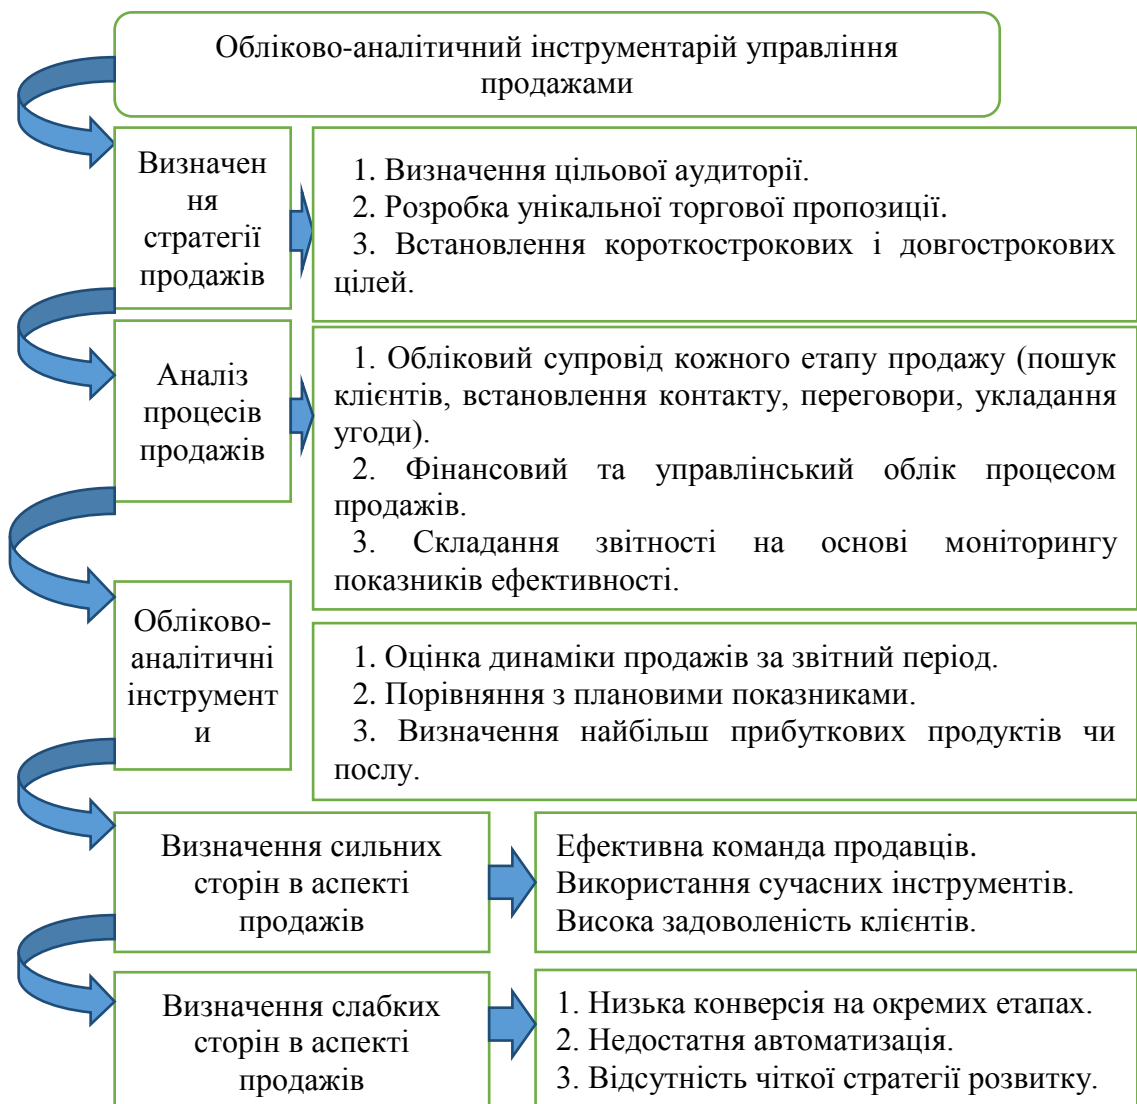 Обліково-аналітичний інструментарій управління
продажами
Визначен
ня
стратегії
продажів
1. Визначення цільової аудиторії.
2. Розробка унікальної торгової пропозиції.
3. Встановлення короткострокових і довгострокових
цілей.
Аналіз
процесів
продажів
1. Обліковий супровід кожного етапу продажу (пошук
клієнтів, встановлення контакту, переговори, укладання
угоди).
2. Фінансовий та управлінський облік процесом
продажів.
3. Складання звітності на основі моніторингу
показників ефективності.
Обліково-
аналітичні
інструмент
и
1. Оцінка динаміки продажів за звітний період.
2. Порівняння з плановими показниками.
3. Визначення найбільш прибуткових продуктів чи
послу.
Визначення сильних
сторін в аспекті
продажів
Ефективна команда продавців.
Використання сучасних інструментів.
Висока задоволеність клієнтів.
Визначення слабких
сторін в аспекті
продажів
1. Низька конверсія на окремих етапах.
2. Недостатня автоматизація.
3. Відсутність чіткої стратегії розвитку.